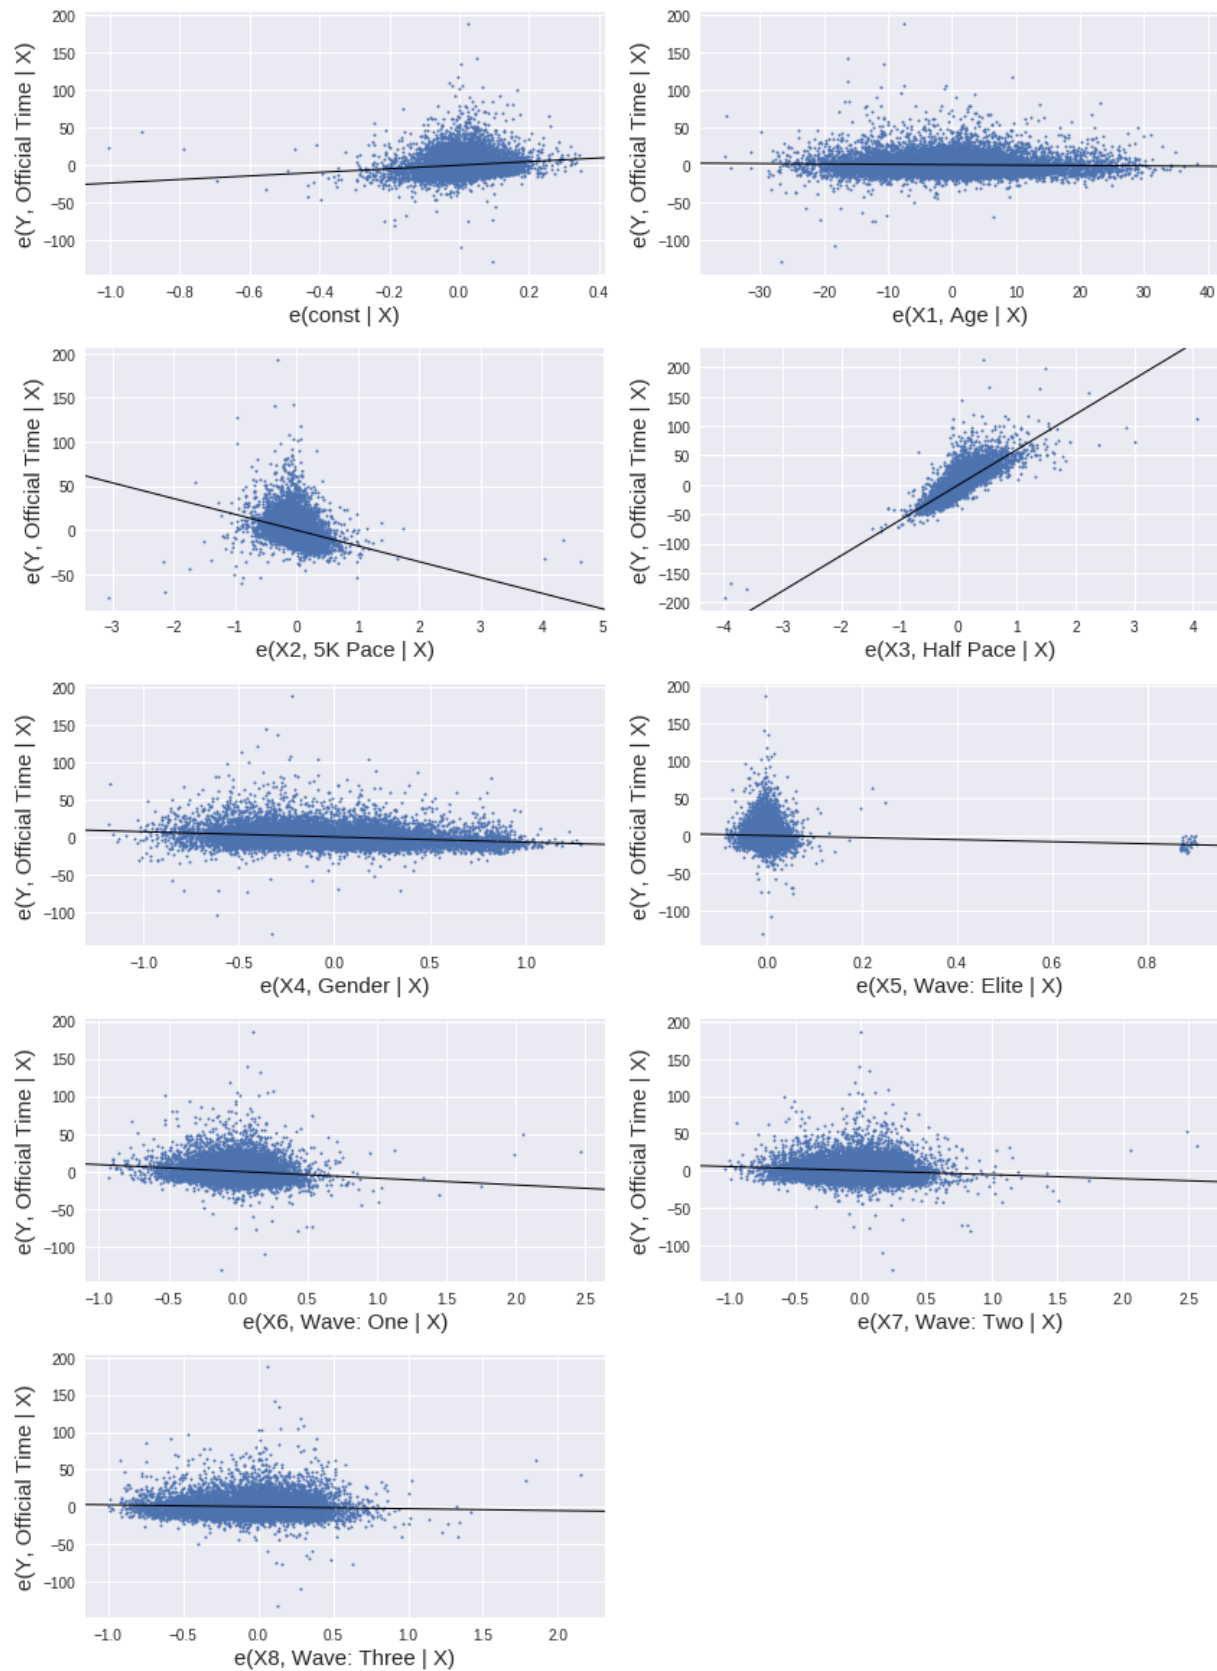 200
150
100
50
0
−50
−100
e(Y, Official Time | X)
−1.0 −0.8 −0.6 −0.4 −0.2 0.0 0.2 0.4
e(const | X)
200
150
100
50
0
−50
−100
e(Y, Official Time | X)
−30 −20 −10 0 10 20 30 40
e(X1, Age | X)
200
150
100
50
0
−50
e(Y, Official Time | X)
−3 −2 −1 0 1 2 3 4 5
e(X2, 5K Pace | X)
200
150
100
50
0
−50
−100
−150
−200
e(Y, Official Time | X)
−4 −3 −2 −1 0 1 2 3 4
e(X3, Half Pace | X)
200
150
100
50
0
−50
−100
e(Y, Official Time | X)
−1.0 −0.5 0.0 0.5 1.0
e(X4, Gender | X)
200
150
100
50
0
−50
−100
e(Y, Official Time | X)
0.0 0.2 0.4 0.6 0.8
e(X5, Wave: Elite | X)
200
150
100
50
0
−50
−100
e(Y, Official Time | X)
−1.0 −0.5 0.0 0.5 1.0 1.5 2.0 2.5
e(X6, Wave: One | X)
200
150
100
50
0
−50
−100
e(Y, Official Time | X)
−1.0 −0.5 0.0 0.5 1.0 1.5 2.0 2.5
e(X7, Wave: Two | X)
200
150
100
50
0
−50
−100
e(Y, Official Time | X)
−1.0 −0.5 0.0 0.5 1.0 1.5 2.0
e(X8, Wave: Three | X)